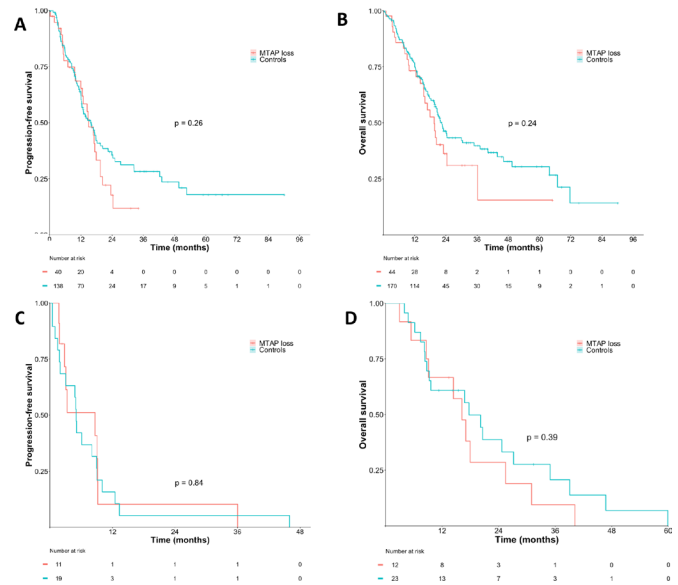 A
1.00
0.75
0.50
0.25
0.00
Progression-free survival
MTAP loss
Controls
p = 0.26
0 12 24 36 48 60 72 84 96
Time (months)
Number at risk
40 20 4 0 0 0 0 0 0
138 70 24 17 9 5 1 1 0
B
1.00
0.75
0.50
0.25
Overall survival
MTAP loss
Controls
p = 0.24
0 12 24 36 48 60 72 84 96
Time (months)
Number at risk
44 28 8 2 1 1 0 0 0
170 114 45 30 15 9 2 1 0
C
1.00
0.75
0.50
0.25
Progression-free survival
MTAP loss
Controls
p = 0.84
0 12 24 36 48
Time (months)
Number at risk
11 1 1 1 0
19 3 1 1 0
D
1.00
0.75
0.50
0.25
Overall survival
MTAP loss
Controls
p = 0.39
12 24 36 48 60
Time (months)
Number at risk
12 8 3 1 0 0
23 13 7 3 1 0